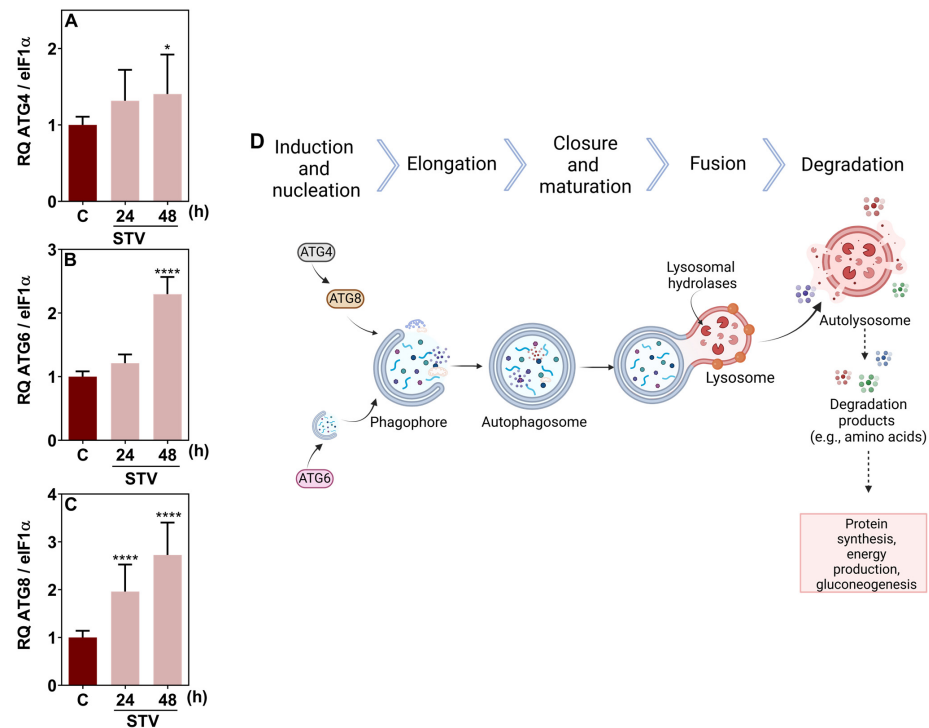 A
RQ ATG4 / eIF1α
2
1
0
*
C
24
48
(h)
STV
B
RQ ATG6 / eIF1α
3
2
1
0
****
C
24
48
(h)
STV
C
RQ ATG8 / eIF1α
4
3
2
1
0
****
****
C
24
48
(h)
STV
D
Induction
and
nucleation
Elongation
Closure
and
maturation
Fusion
Degradation
ATG4
ATG8
ATG6
Phagophore
Autophagosome
Lysosomal
hydrolases
Lysosome
Autolysosome
Degradation
products
(e.g., amino acids)
Protein
synthesis,
energy
production,
gluconeogenesis